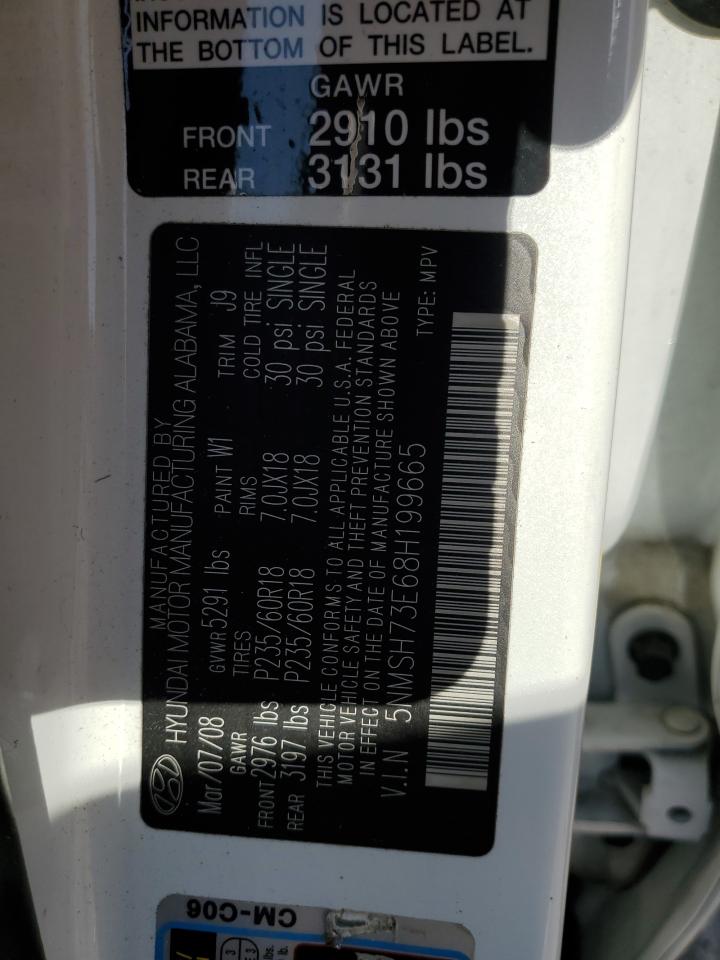 INFORMATION IS LOCATED AT
THE BOTTOM OF THIS LABEL.
GAWR
FRONT 2910 lbs
REAR 3131 lbs
MANUFACTURED BY
HYUNDAI MOTOR MANUFACTURING ALABAMA, LLC
Mar/07/08 GVWR 5291 lbs PAINT W1 TRIM J9
GAWR TIRES RIMS COLD TIRE INFL
FRONT 2976 lbs P235/60R18 7.0JX18 30 psi SINGLE
REAR 3197 lbs P235/60R18 7.0JX18 30 psi SINGLE
THIS VEHICLE CONFORMS TO ALL APPLICABLE U.S.A. FEDERAL
MOTOR VEHICLE SAFETY AND THEFT PREVENTION STANDARDS
IN EFFECT ON THE DATE OF MANUFACTURE SHOWN ABOVE
V.I.N 5NMSH73E68H199665 TYPE: MPV
CM-C06